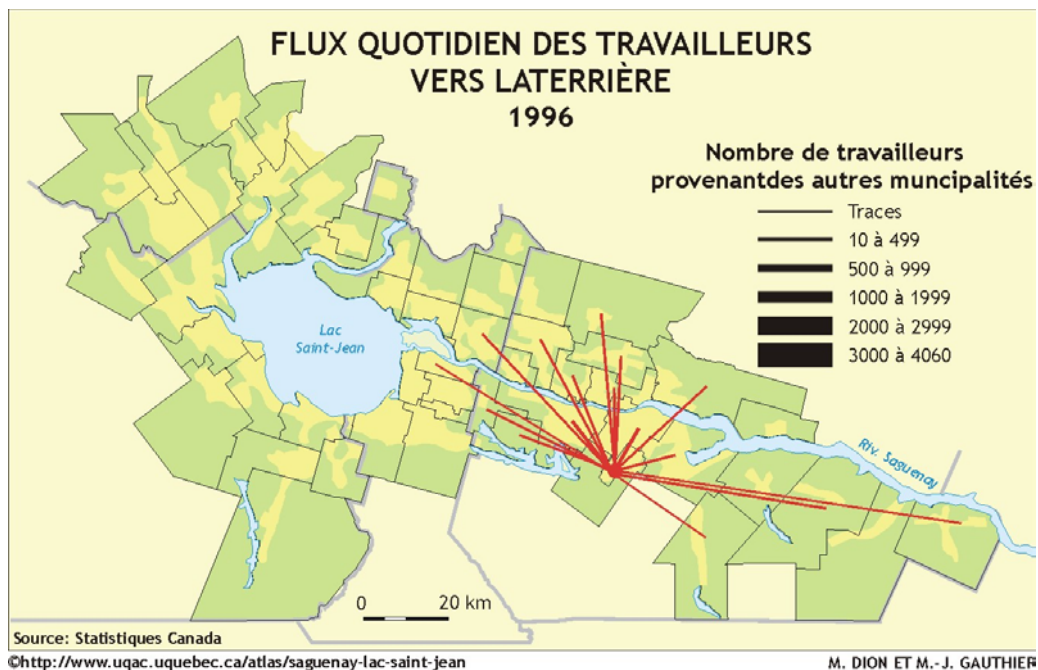 FLUX QUOTIDIEN DES TRAVAILLEURS
VERS LATERRIÈRE
1996
Nombre de travailleurs
provenantdes autres muncipalités
Traces
10 à 499
500 à 999
1000 à 1999
2000 à 2999
3000 à 4060
Lac
Saint-Jean
Riv. Saguenay
0 20 km
Source: Statistiques Canada
©http://www.uqac.uquebec.ca/atlas/saguenay-lac-saint-jean
M. DION ET M.-J. GAUTHIER